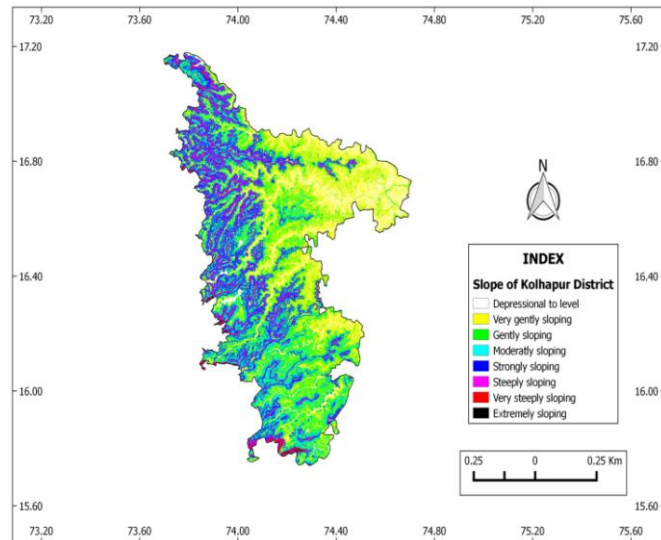 73.20 73.60 74.00 74.40 74.80 75.20 75.60
17.20 17.20
N
16.80 16.80
INDEX
Slope of Kolhapur District
Depressional to level
Very gently sloping
Gently sloping
Moderatly sloping
Strongly sloping
Steeply sloping
Very steeply sloping
Extremely sloping
16.40 16.40
16.00 16.00
0.25 0 0.25 Km
15.60 15.60
73.20 73.60 74.00 74.40 74.80 75.20 75.60